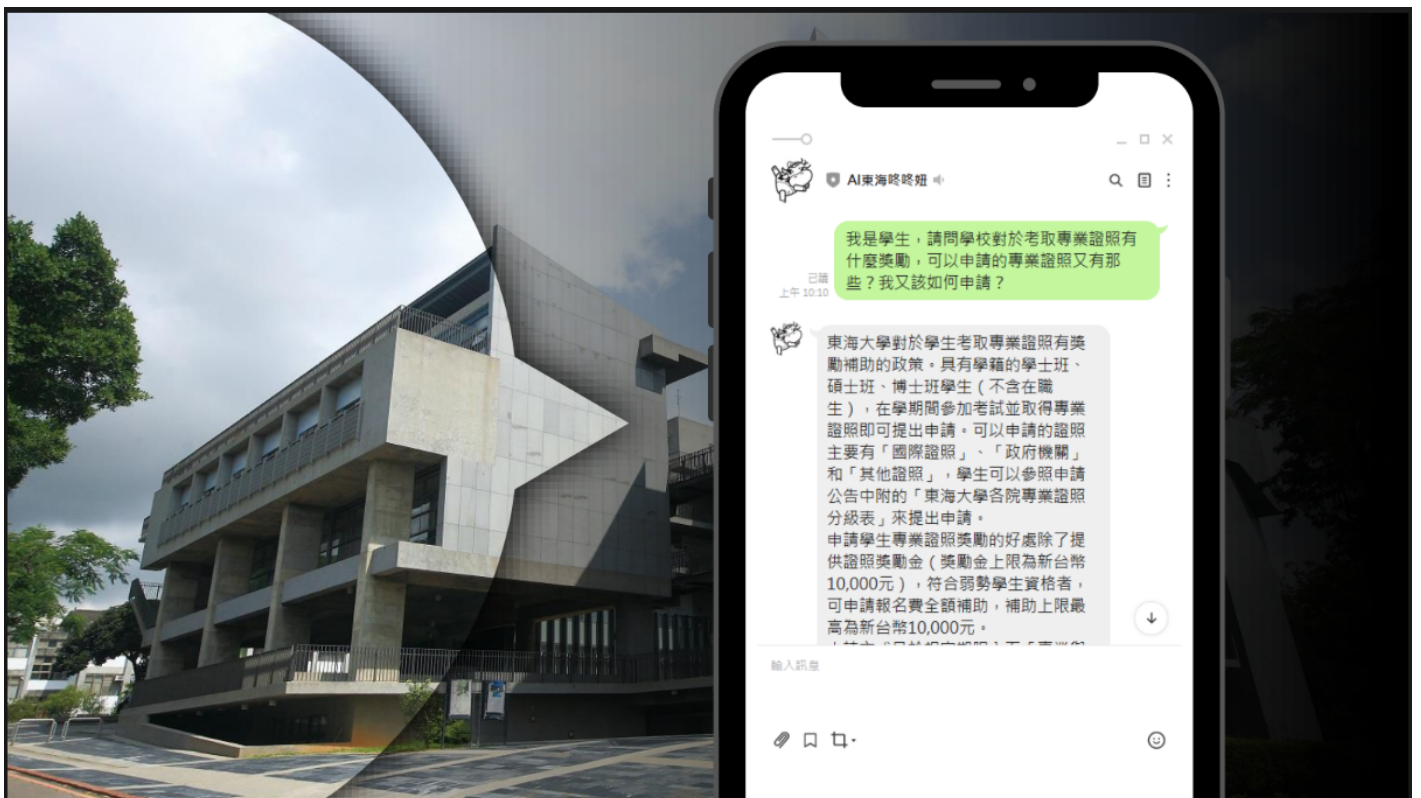 AI東海咚咚妞
我是學生，請問學校對於考取專業證照有
什麼獎勵，可以申請的專業證照又有那
些？我又該如何申請？
已讀
上午 10:10
東海大學對於學生考取專業證照有獎
勵補助的政策。具有學籍的學士班、
碩士班、博士班學生（不含在職
生），在學期間參加考試並取得專業
證照即可提出申請。可以申請的證照
主要有「國際證照」、「政府機關」
和「其他證照」，學生可以參照申請
公告中附的「東海大學各院專業證照
分級表」來提出申請。
申請學生專業證照獎勵的好處除了提
供證照獎勵金（獎勵金上限為新台幣
10,000元），符合弱勢學生資格者，
可申請報名費全額補助，補助上限最
高為新台幣10,000元。
輸入訊息